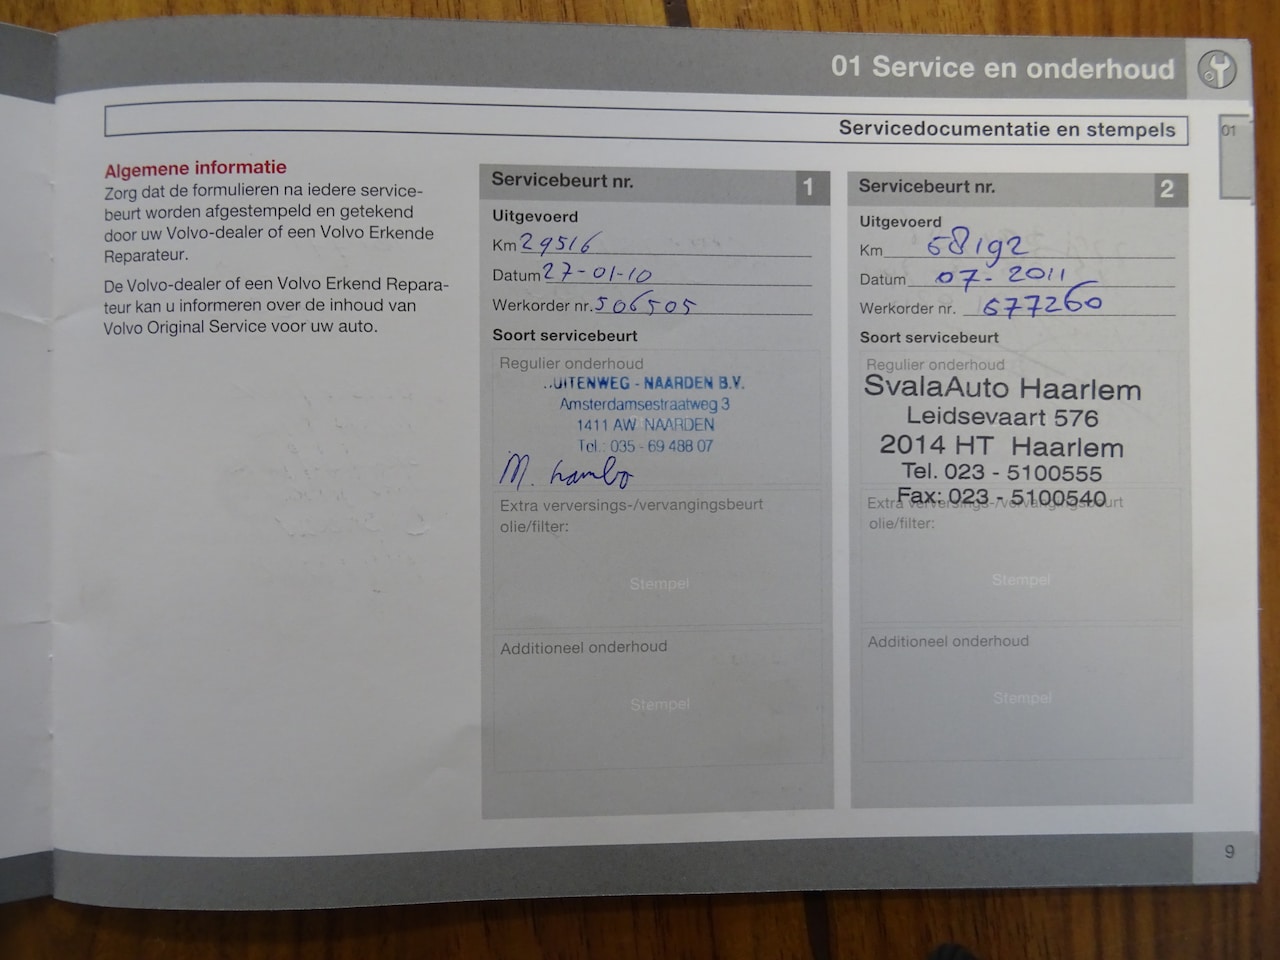 01 Service en onderhoud
Servicedocumentatie en stempels
01
Algemene informatie
Zorg dat de formulieren na iedere service-
beurt worden afgestempeld en getekend
door uw Volvo-dealer of een Volvo Erkende
Reparateur.
De Volvo-dealer of een Volvo Erkend Repara-
teur kan u informeren over de inhoud van
Volvo Original Service voor uw auto.
Servicebeurt nr. 1
Uitgevoerd
Km 29516
Datum 27-01-10
Werkorder nr. 506505
Soort servicebeurt
Regulier onderhoud
UITENWEG - NAARDEN B.V.
Amsterdamsestraatweg 3
1411 AW NAARDEN
Tel.: 035 - 69 488 07
M.
Extra verversings-/vervangingsbeurt
olie/filter:
Stempel
Additioneel onderhoud
Stempel
Servicebeurt nr. 2
Uitgevoerd
Km 68192
Datum 07-2011
Werkorder nr. 677260
Soort servicebeurt
Regulier onderhoud
SvalaAuto Haarlem
Leidsevaart 576
2014 HT Haarlem
Tel. 023 - 5100555
Fax: 023 - 5100540
Extra verversings-/vervangingsbeurt
olie/filter:
Stempel
Additioneel onderhoud
Stempel
9